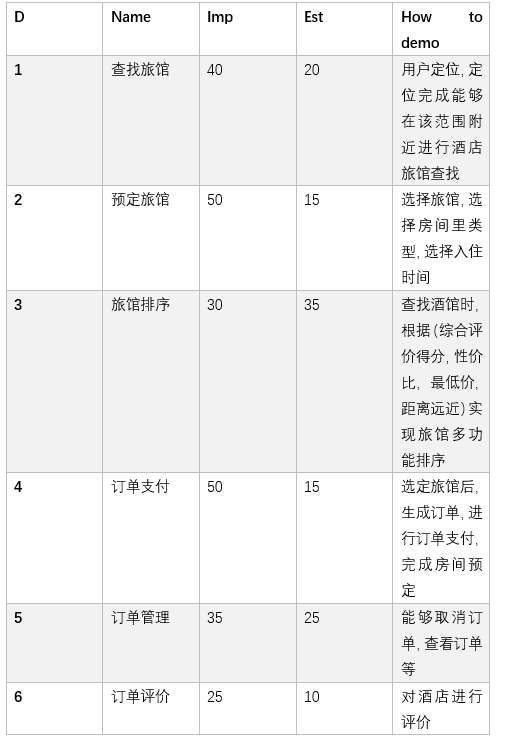 D Name Imp Est How to
demo
1 查找旅馆 40 20 用户定位, 定
位完成能够
在该范围附
近进行酒店
旅馆查找
2 预定旅馆 50 15 选择旅馆, 选
择房间里类
型, 选择入住
时间
3 旅馆排序 30 35 查找酒馆时,
根据(综合评
价得分, 性价
比, 最低价,
距离远近)实
现旅馆多功
能排序
4 订单支付 50 15 选定旅馆后,
生成订单, 进
行订单支付,
完成房间预
定
5 订单管理 35 25 能够取消订
单, 查看订单
等
6 订单评价 25 10 对酒店进行
评价